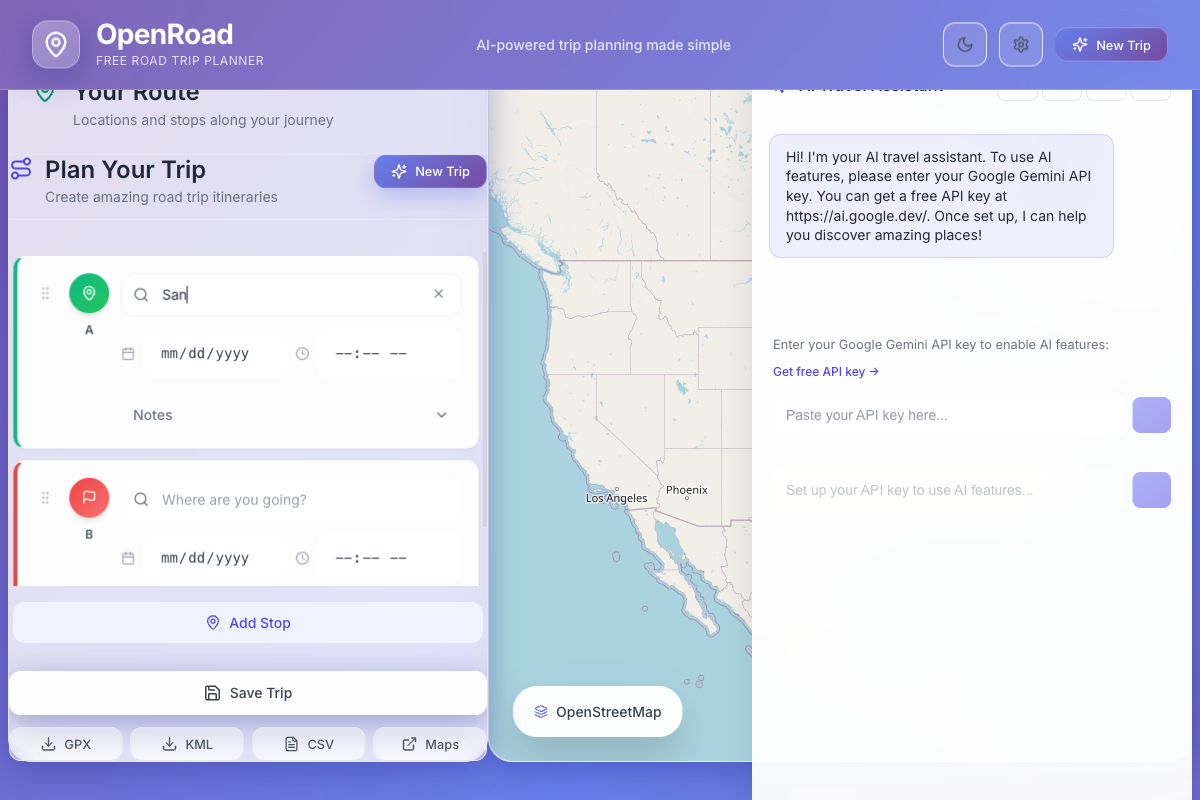 OpenRoad
FREE ROAD TRIP PLANNER
AI-powered trip planning made simple
New Trip
Your Route
Locations and stops along your journey
Plan Your Trip
Create amazing road trip itineraries
New Trip
San
A
mm/dd/yyyy
--:-- --
Notes
Where are you going?
B
mm/dd/yyyy
--:-- --
Add Stop
Save Trip
GPX
KML
CSV
Maps
Los Angeles
Phoenix
OpenStreetMap
AI Travel Assistant
Hi! I'm your AI travel assistant. To use AI
features, please enter your Google Gemini API
key. You can get a free API key at
https://ai.google.dev/. Once set up, I can help
you discover amazing places!
Enter your Google Gemini API key to enable AI features:
Get free API key →
Paste your API key here...
Set up your API key to use AI features...